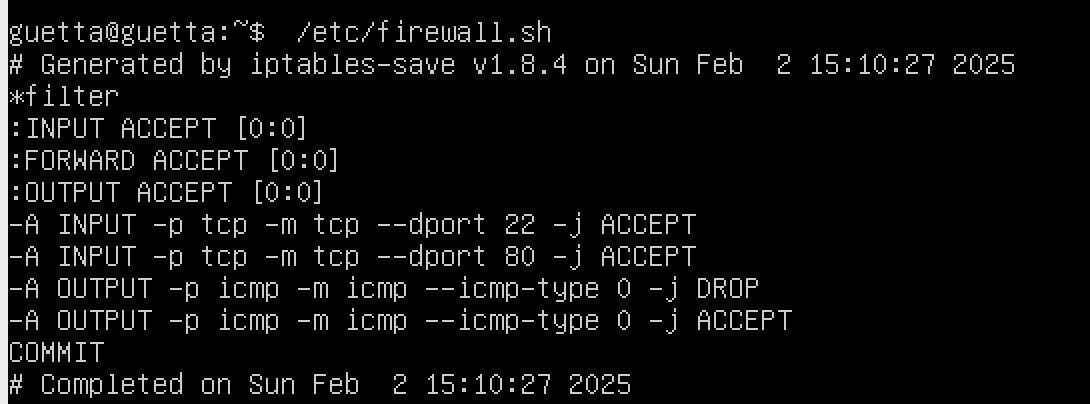 guetta@guetta:~$  /etc/firewall.sh
# Generated by iptables-save v1.8.4 on Sun Feb  2 15:10:27 2025
*filter
:INPUT ACCEPT [0:0]
:FORWARD ACCEPT [0:0]
:OUTPUT ACCEPT [0:0]
-A INPUT -p tcp -m tcp --dport 22 -j ACCEPT
-A INPUT -p tcp -m tcp --dport 80 -j ACCEPT
-A OUTPUT -p icmp -m icmp --icmp-type 0 -j DROP
-A OUTPUT -p icmp -m icmp --icmp-type 0 -j ACCEPT
COMMIT
# Completed on Sun Feb  2 15:10:27 2025